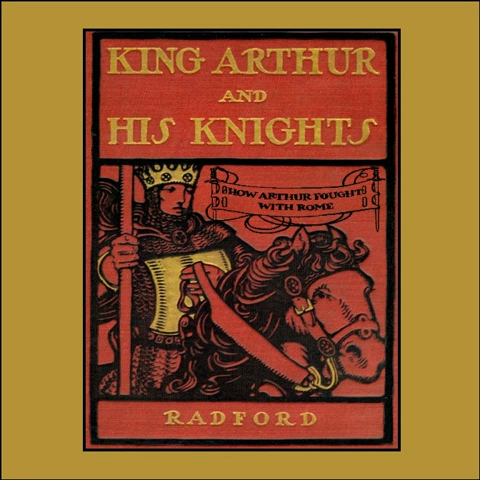 KING ARTHUR
AND
HIS KNIGHTS
HOW ARTHUR FOUGHT
WITH ROME
RADFORD